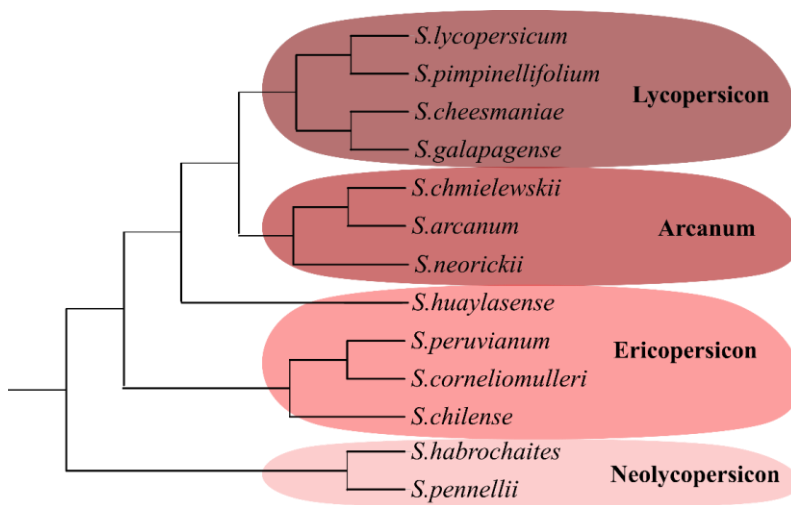 S.lycopersicum
S.pimpinellifolium
Lycopersicon
S.cheesmaniae
S.galapagense
S.chmielewskii
S.arcanum
Arcanum
S.neorickii
S.huaylasense
S.peruvianum
Ericopersicon
S.corneliomulleri
S.chilense
S.habrochaites
Neolycopersicon
S.pennellii